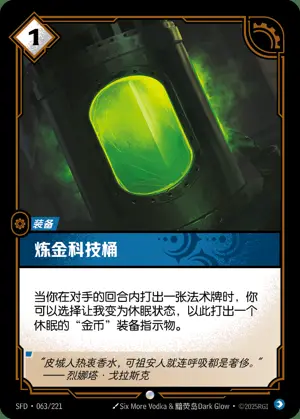 1
装备
炼金科技桶
当你在对手的回合内打出一张法术牌时，你
可以选择让我变为休眠状态，以此打出一个
休眠的“金币”装备指示物。
"皮城人热衷香水，可祖安人就连呼吸都是奢侈。"
—— 烈娜塔·戈拉斯克
SFD • 063/221
Six More Vodka & 黯荧岛Dark Glow
©2025RGI